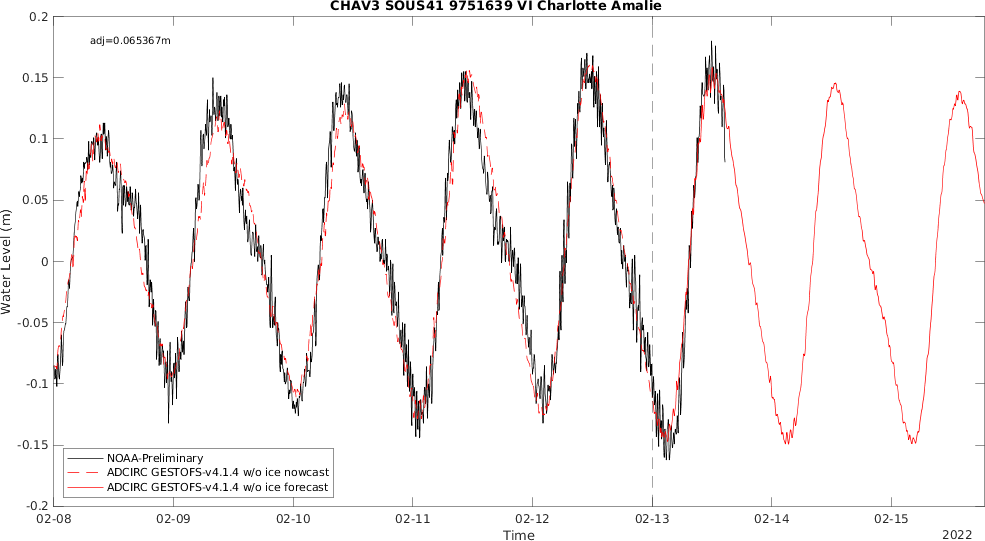 CHAV3 SOUS41 9751639 VI Charlotte Amalie
adj=0.065367m
0.2
0.15
0.1
0.05
0
-0.05
-0.1
-0.15
-0.2
Water Level (m)
NOAA-Preliminary
ADCIRC GESTOFS-v4.1.4 w/o ice nowcast
ADCIRC GESTOFS-v4.1.4 w/o ice forecast
02-08 02-09 02-10 02-11 02-12 02-13 02-14 02-15
Time
2022